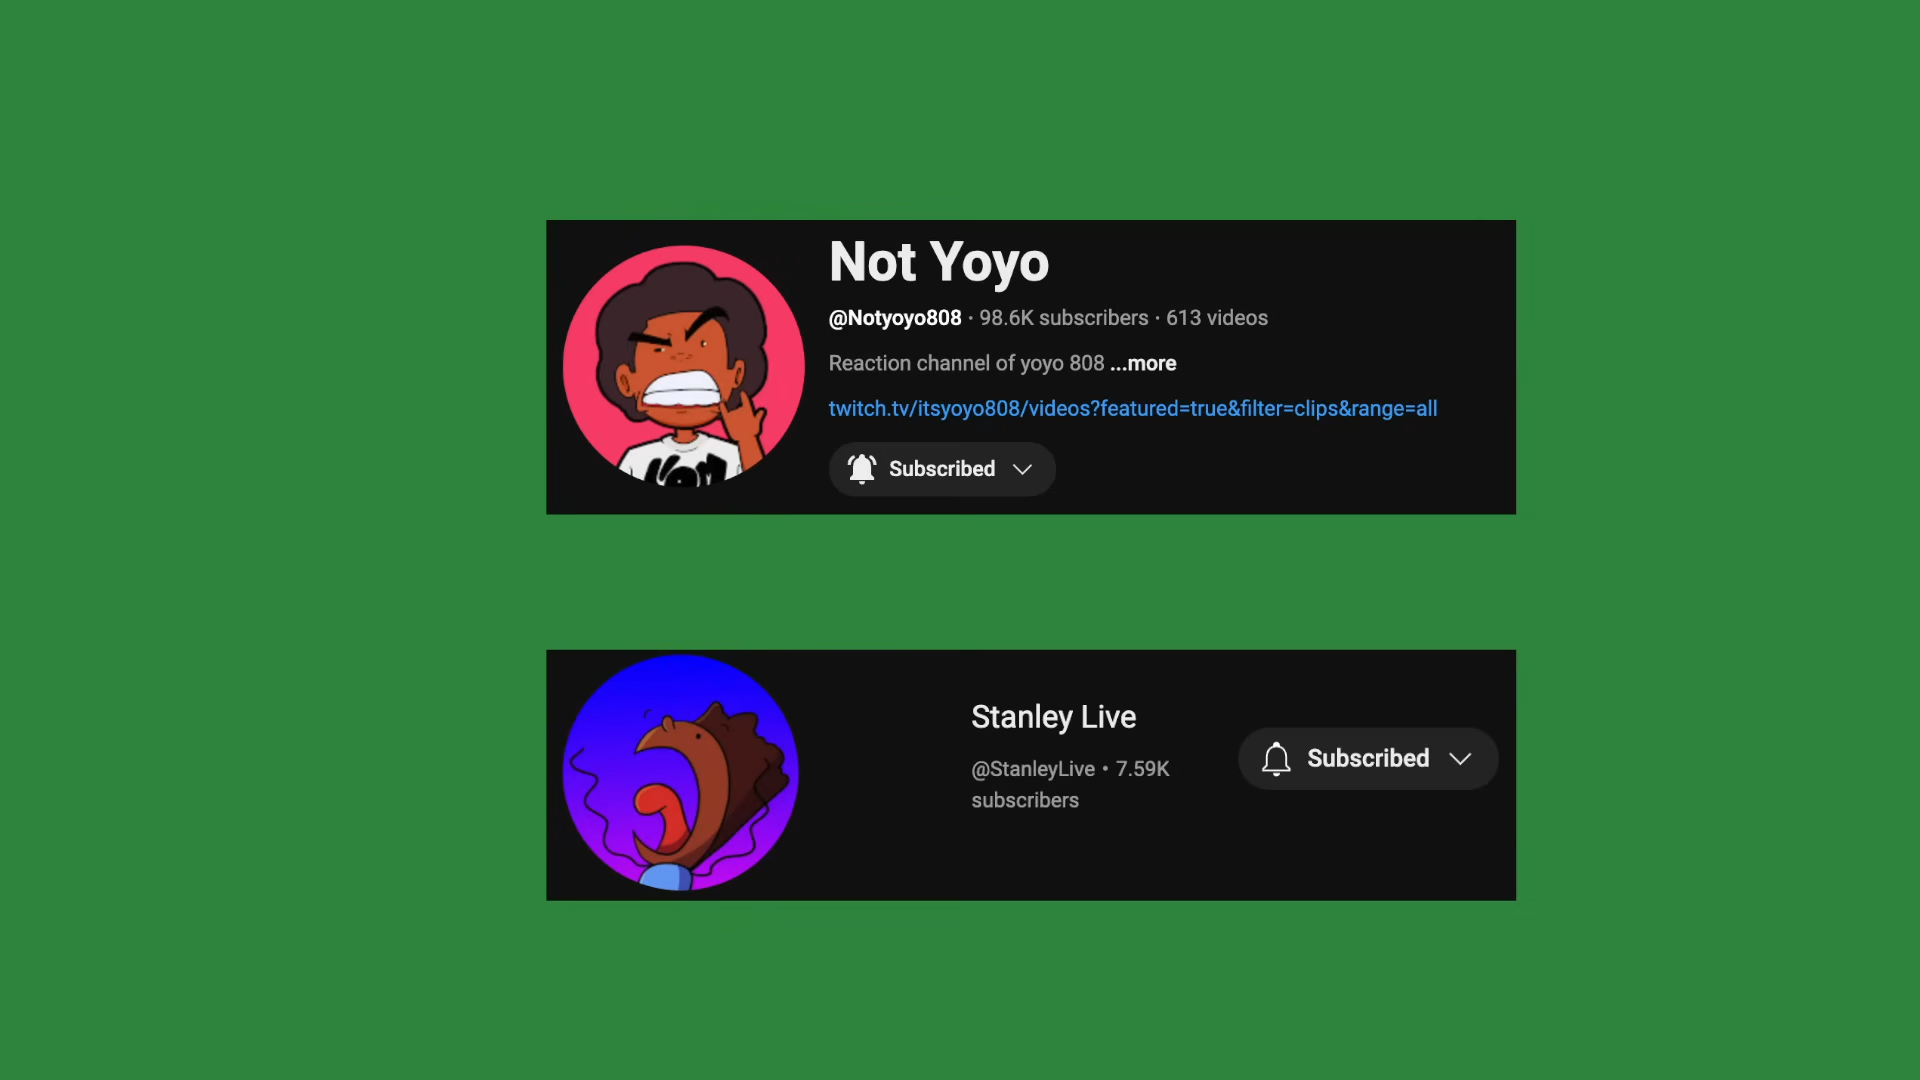 Not Yoyo
@Notyoyo808 · 98.6K subscribers · 613 videos
Reaction channel of yoyo 808 ...more
twitch.tv/itsyoyo808/videos?featured=true&filter=clips&range=all
Subscribed
Stanley Live
@StanleyLive • 7.59K
subscribers
Subscribed